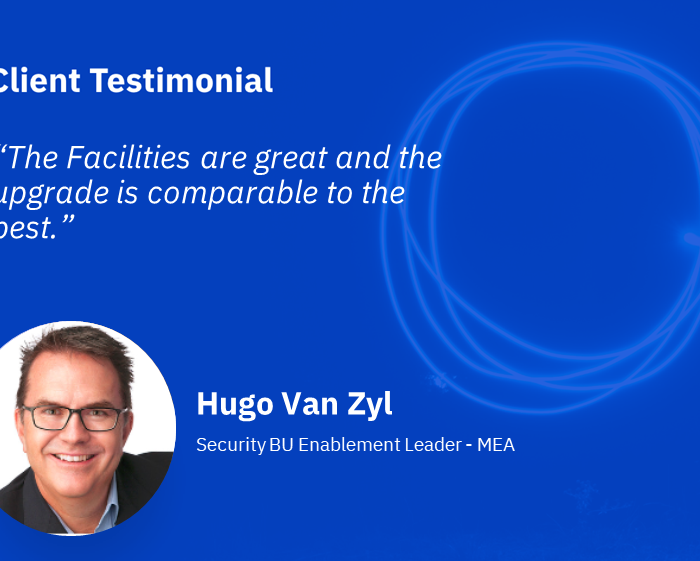 Client Testimonial
“The Facilities are great and the
upgrade is comparable to the
best.”
Hugo Van Zyl
Security BU Enablement Leader - MEA